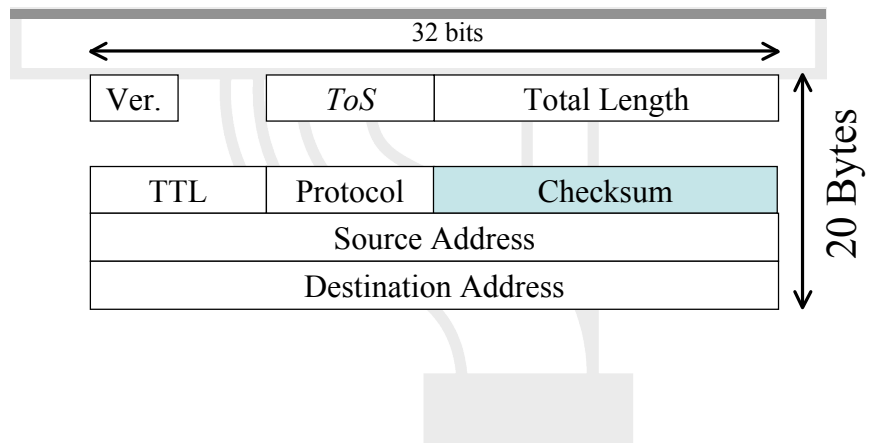 32 bits
Ver. ToS Total Length
TTL Protocol Checksum
Source Address
Destination Address
20 Bytes